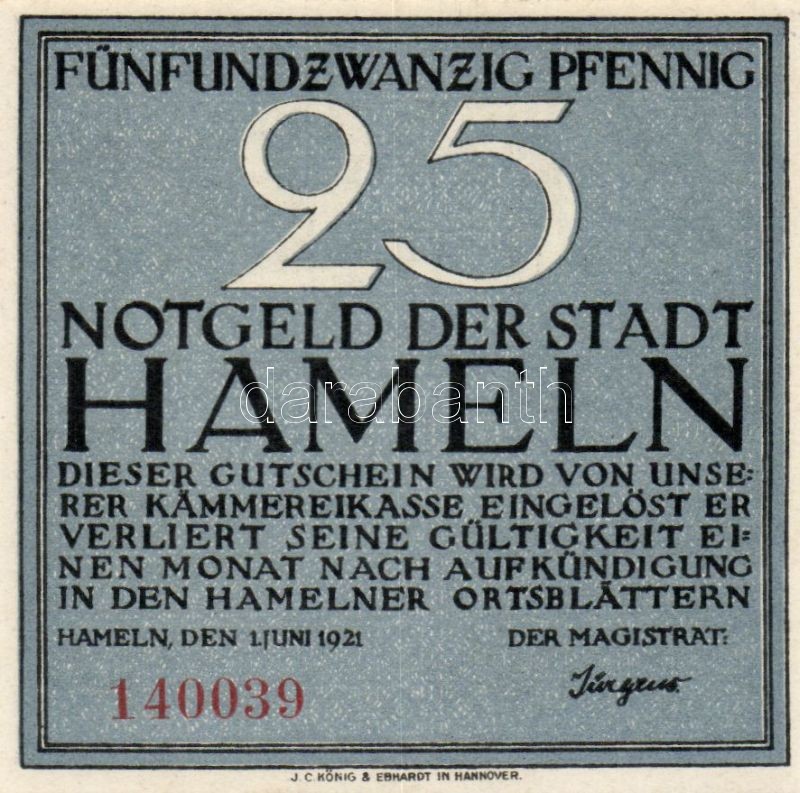 FÜNFUNDZWANZIG PFENNIG
25
NOTGELD DER STADT
HAMELN
darabanth
DIESER GUTSCHEIN WIRD VON UNSE=
RER KÄMMEREIKASSE EINGELÖST ER
VERLIERT SEINE GÜLTIGKEIT EI=
NEN MONAT NACH AUFKÜNDIGUNG
IN DEN HAMELNER ORTSBLÄTTERN
HAMELN, DEN 1. JUNI 1921 DER MAGISTRAT:
140039 Jürgens.
J. C. KÖNIG & EBHARDT IN HANNOVER.